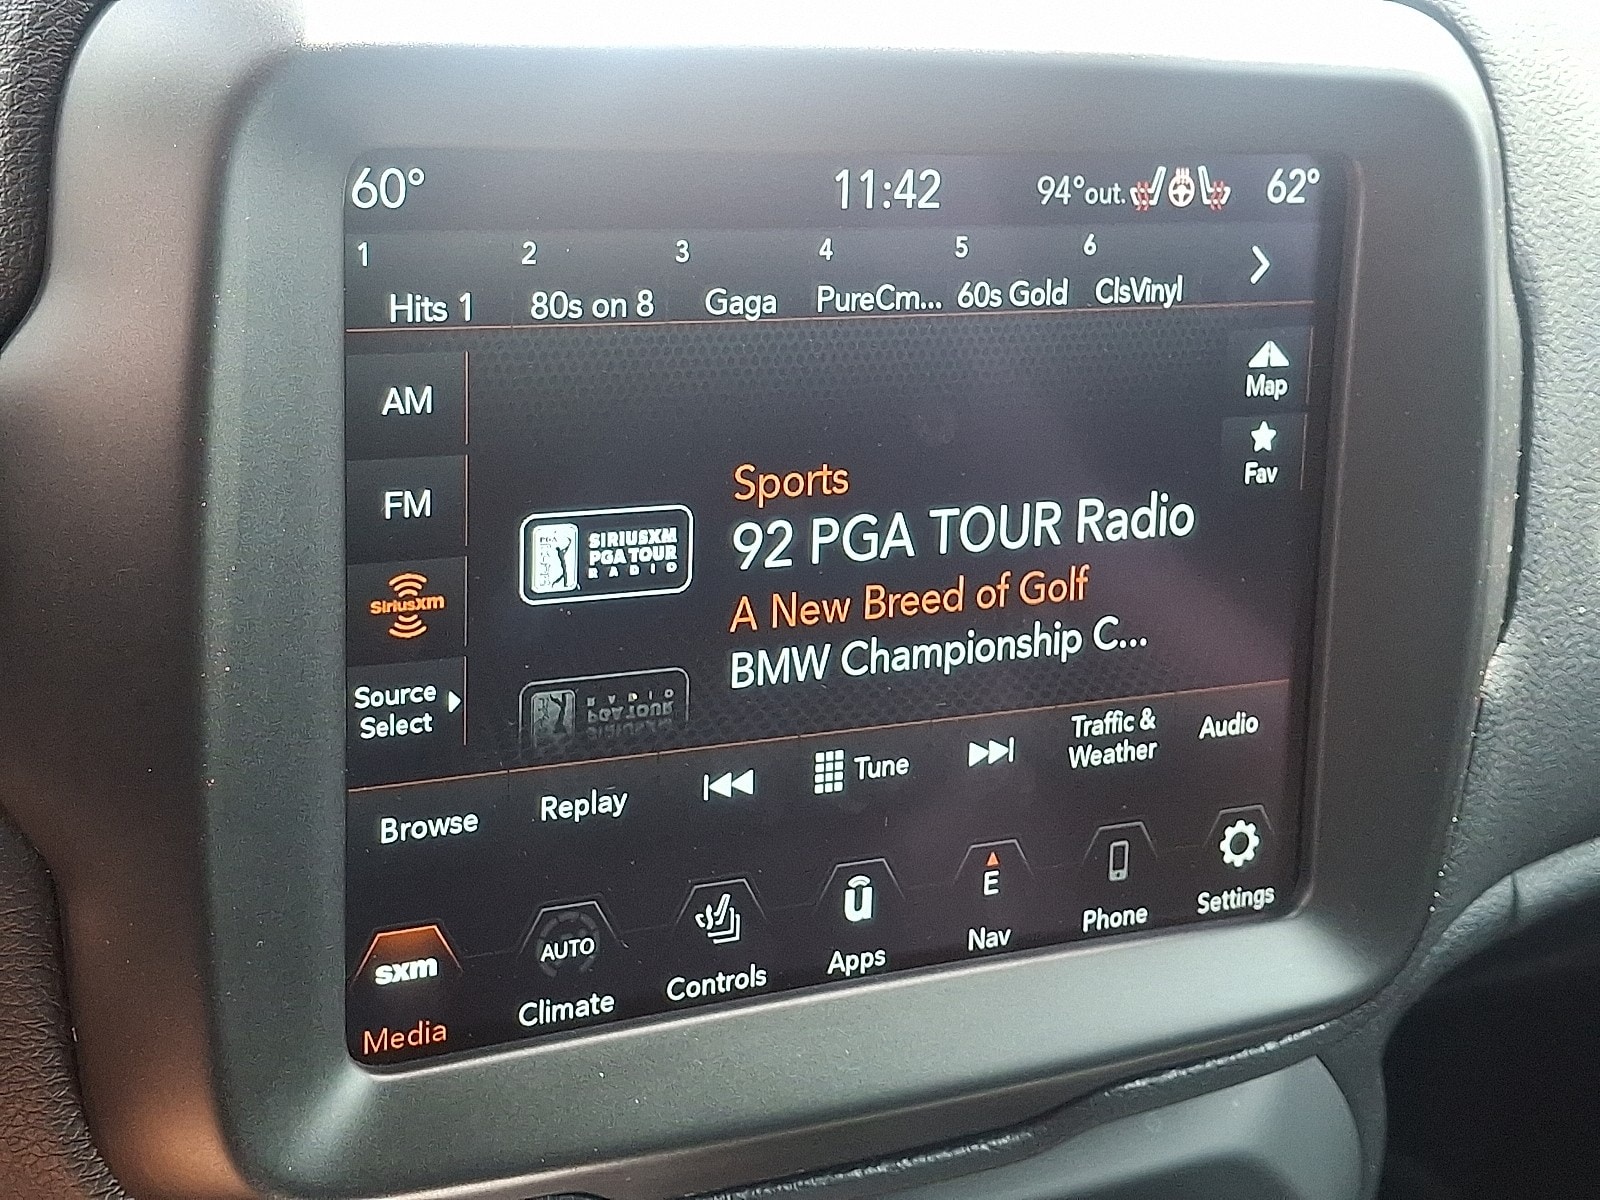 60° 11:42 94°out. 62°
1 2 3 4 5 6
Hits 1 80s on 8 Gaga PureCm... 60s Gold ClsVinyl
Map
AM
Fav
Sports
FM
SIRIUSXM
PGA TOUR
RADIO
92 PGA TOUR Radio
A New Breed of Golf
BMW Championship C...
siriusxm
Source
Select
Browse Replay Tune Traffic &
Weather
Audio
sxm AUTO u E
Media Climate Controls Apps Nav Phone Settings